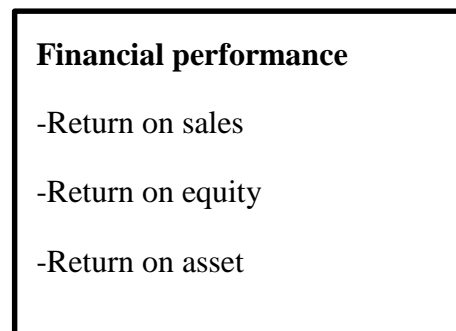 Financial performance
-Return on sales
-Return on equity
-Return on asset